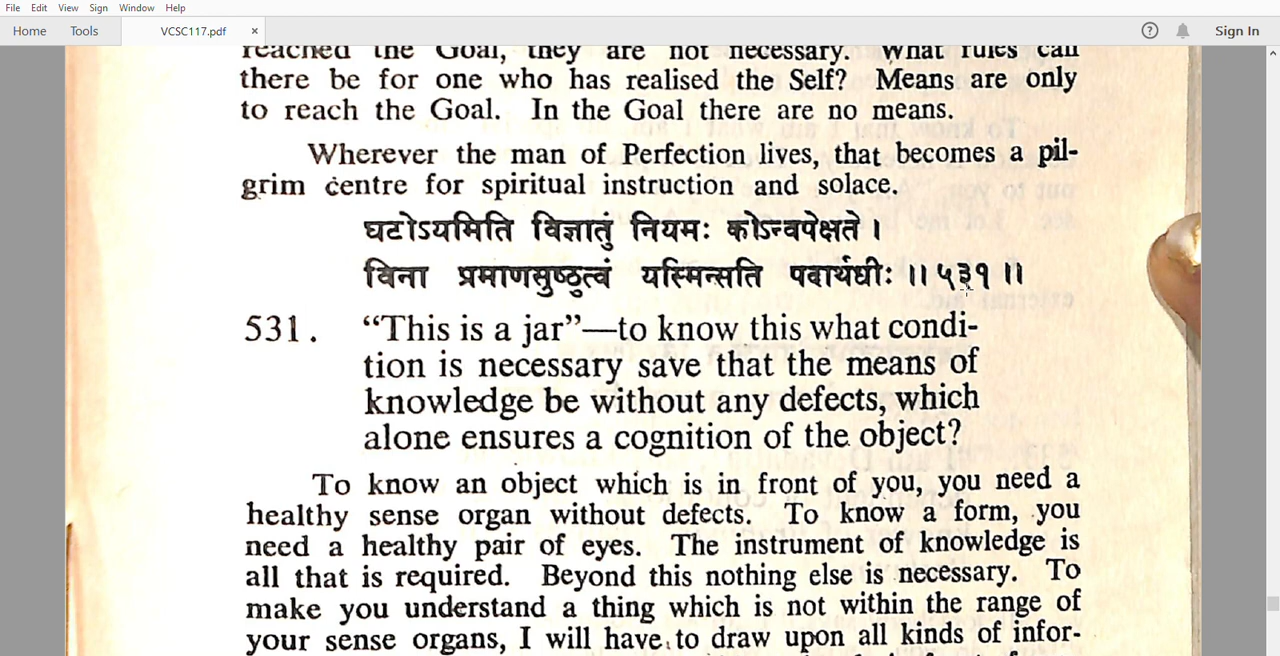 File Edit View Sign Window Help
Home Tools VCSC117.pdf × ? Sign In
reached the Goal, they are not necessary. What rules can
there be for one who has realised the Self? Means are only
to reach the Goal. In the Goal there are no means.
Wherever the man of Perfection lives, that becomes a pil-
grim centre for spiritual instruction and solace.
घटोऽयमिति विज्ञातुं नियमः कोऽन्वपेक्षते ।
विना प्रमाणसुष्ठुत्वं यस्मिन्सति पदार्थधीः ॥ ५३१ ॥
531. “This is a jar”—to know this what condi-
tion is necessary save that the means of
knowledge be without any defects, which
alone ensures a cognition of the object?
To know an object which is in front of you, you need a
healthy sense organ without defects. To know a form, you
need a healthy pair of eyes. The instrument of knowledge is
all that is required. Beyond this nothing else is necessary. To
make you understand a thing which is not within the range of
your sense organs, I will have to draw upon all kinds of infor-